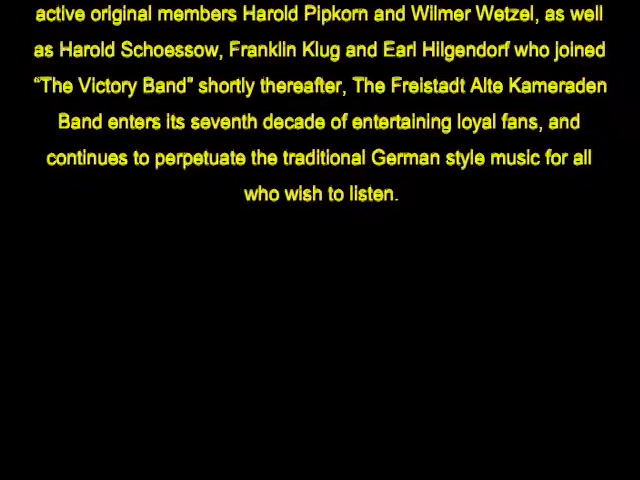 active original members Harold Pipkorn and Wilmer Wetzel, as well
as Harold Schoessow, Franklin Klug and Earl Hilgendorf who joined
“The Victory Band” shortly thereafter, The Freistadt Alte Kameraden
Band enters its seventh decade of entertaining loyal fans, and
continues to perpetuate the traditional German style music for all
who wish to listen.